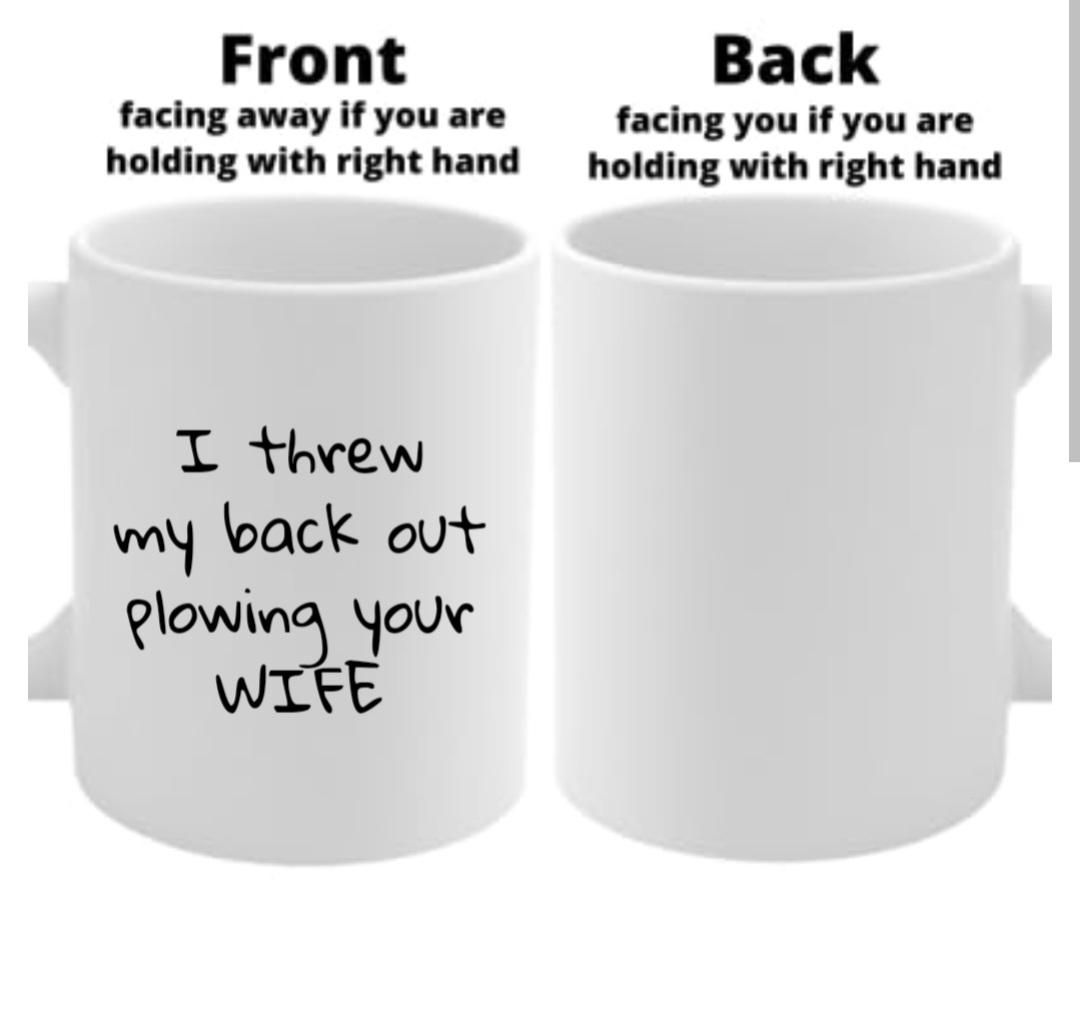 Front
facing away if you are
holding with right hand
Back
facing you if you are
holding with right hand
I threw
my back out
plowing your
WIFE